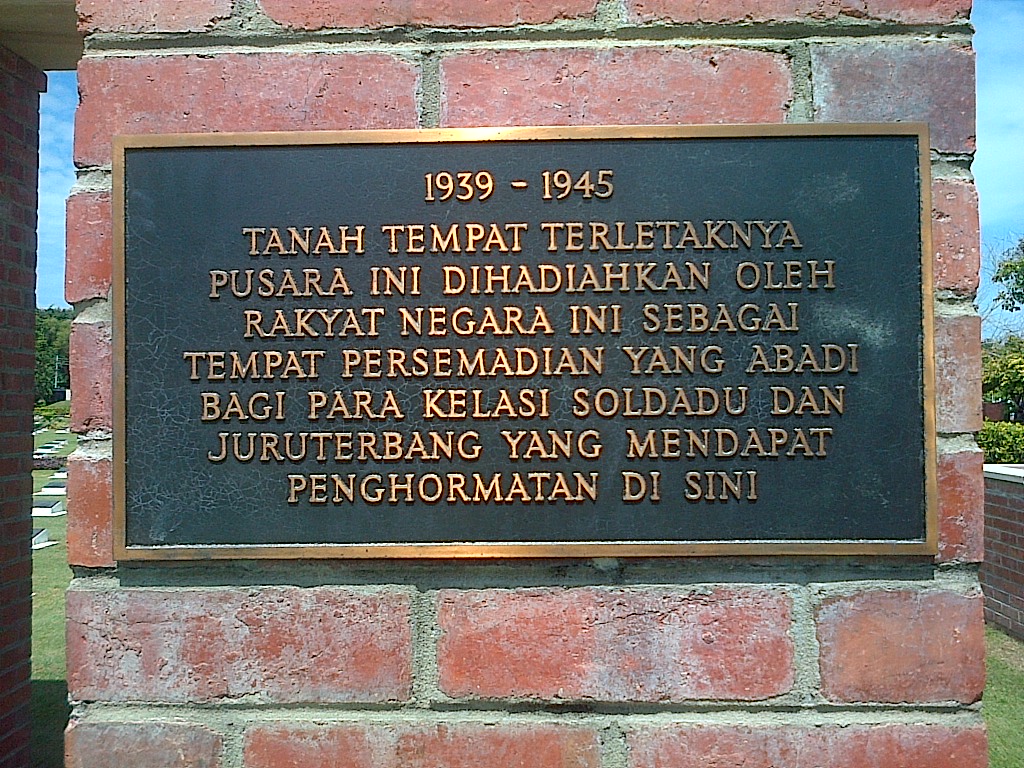 1939 - 1945
TANAH TEMPAT TERLETAKNYA
PUSARA INI DIHADIAHKAN OLEH
RAKYAT NEGARA INI SEBAGAI
TEMPAT PERSEMADIAN YANG ABADI
BAGI PARA KELASI SOLDADU DAN
JURUTERBANG YANG MENDAPAT
PENGHORMATAN DI SINI